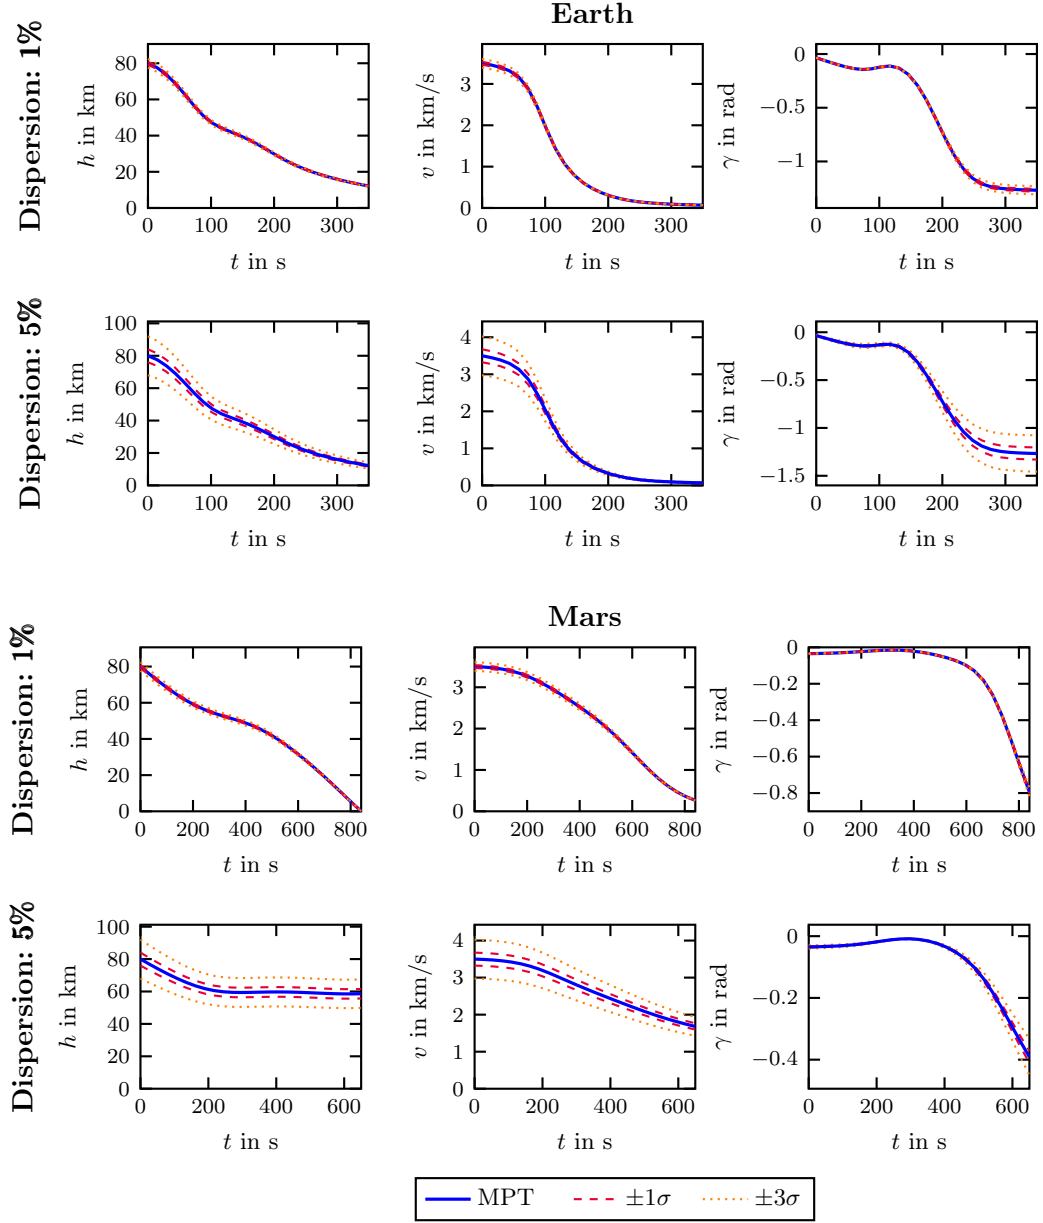 Earth
Dispersion: 1%
80
60
40
20
0
h in km
0 100 200 300
t in s
3
2
1
0
v in km/s
0 100 200 300
t in s
0
−0.5
−1
γ in rad
0 100 200 300
t in s
Dispersion: 5%
100
80
60
40
20
0
h in km
0 100 200 300
t in s
4
3
2
1
0
v in km/s
0 100 200 300
t in s
0
−0.5
−1
−1.5
γ in rad
0 100 200 300
t in s
Mars
Dispersion: 1%
80
60
40
20
0
h in km
0 200 400 600 800
t in s
3
2
1
0
v in km/s
0 200 400 600 800
t in s
0
−0.2
−0.4
−0.6
−0.8
γ in rad
0 200 400 600 800
t in s
Dispersion: 5%
100
80
60
40
20
0
h in km
0 200 400 600
t in s
4
3
2
1
0
v in km/s
0 200 400 600
t in s
0
−0.2
−0.4
γ in rad
0 200 400 600
t in s
MPT ±1σ ±3σ